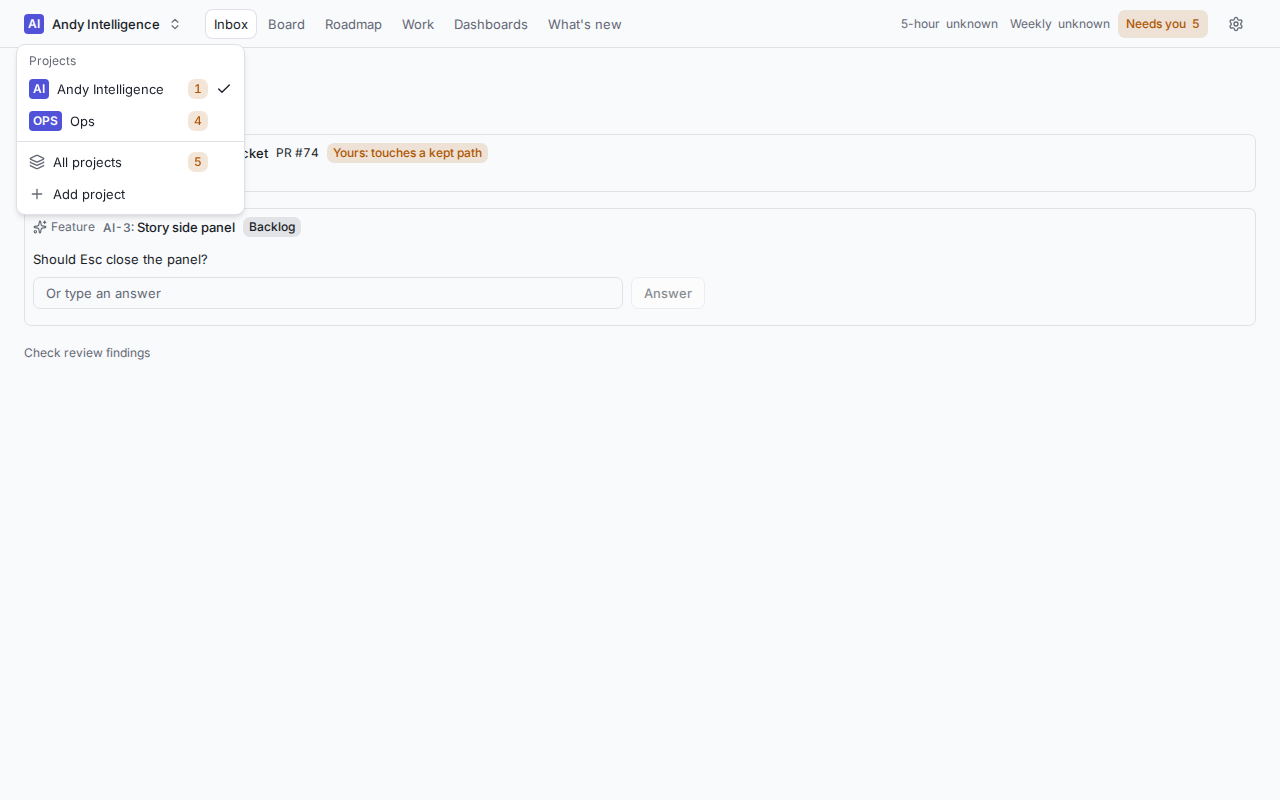 AI Andy Intelligence Inbox Board Roadmap Work Dashboards What's new 5-hour unknown Weekly unknown Needs you 5
Projects
AI Andy Intelligence 1
OPS Ops 4
All projects 5
Add project
PR #74 Yours: touches a kept path
Feature AI-3: Story side panel Backlog
Should Esc close the panel?
Or type an answer Answer
Check review findings